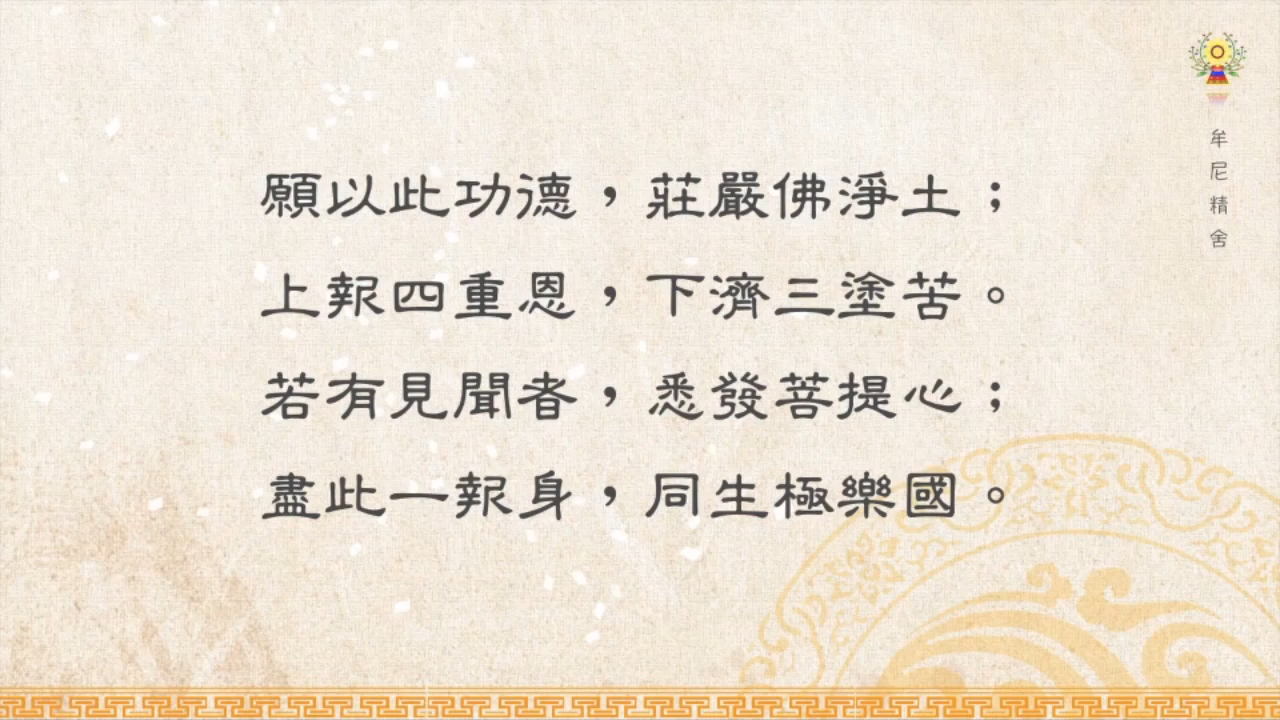 願以此功德，莊嚴佛淨土；
上報四重恩，下濟三塗苦。
若有見聞者，悉發菩提心；
盡此一報身，同生極樂國。
牟尼精舍